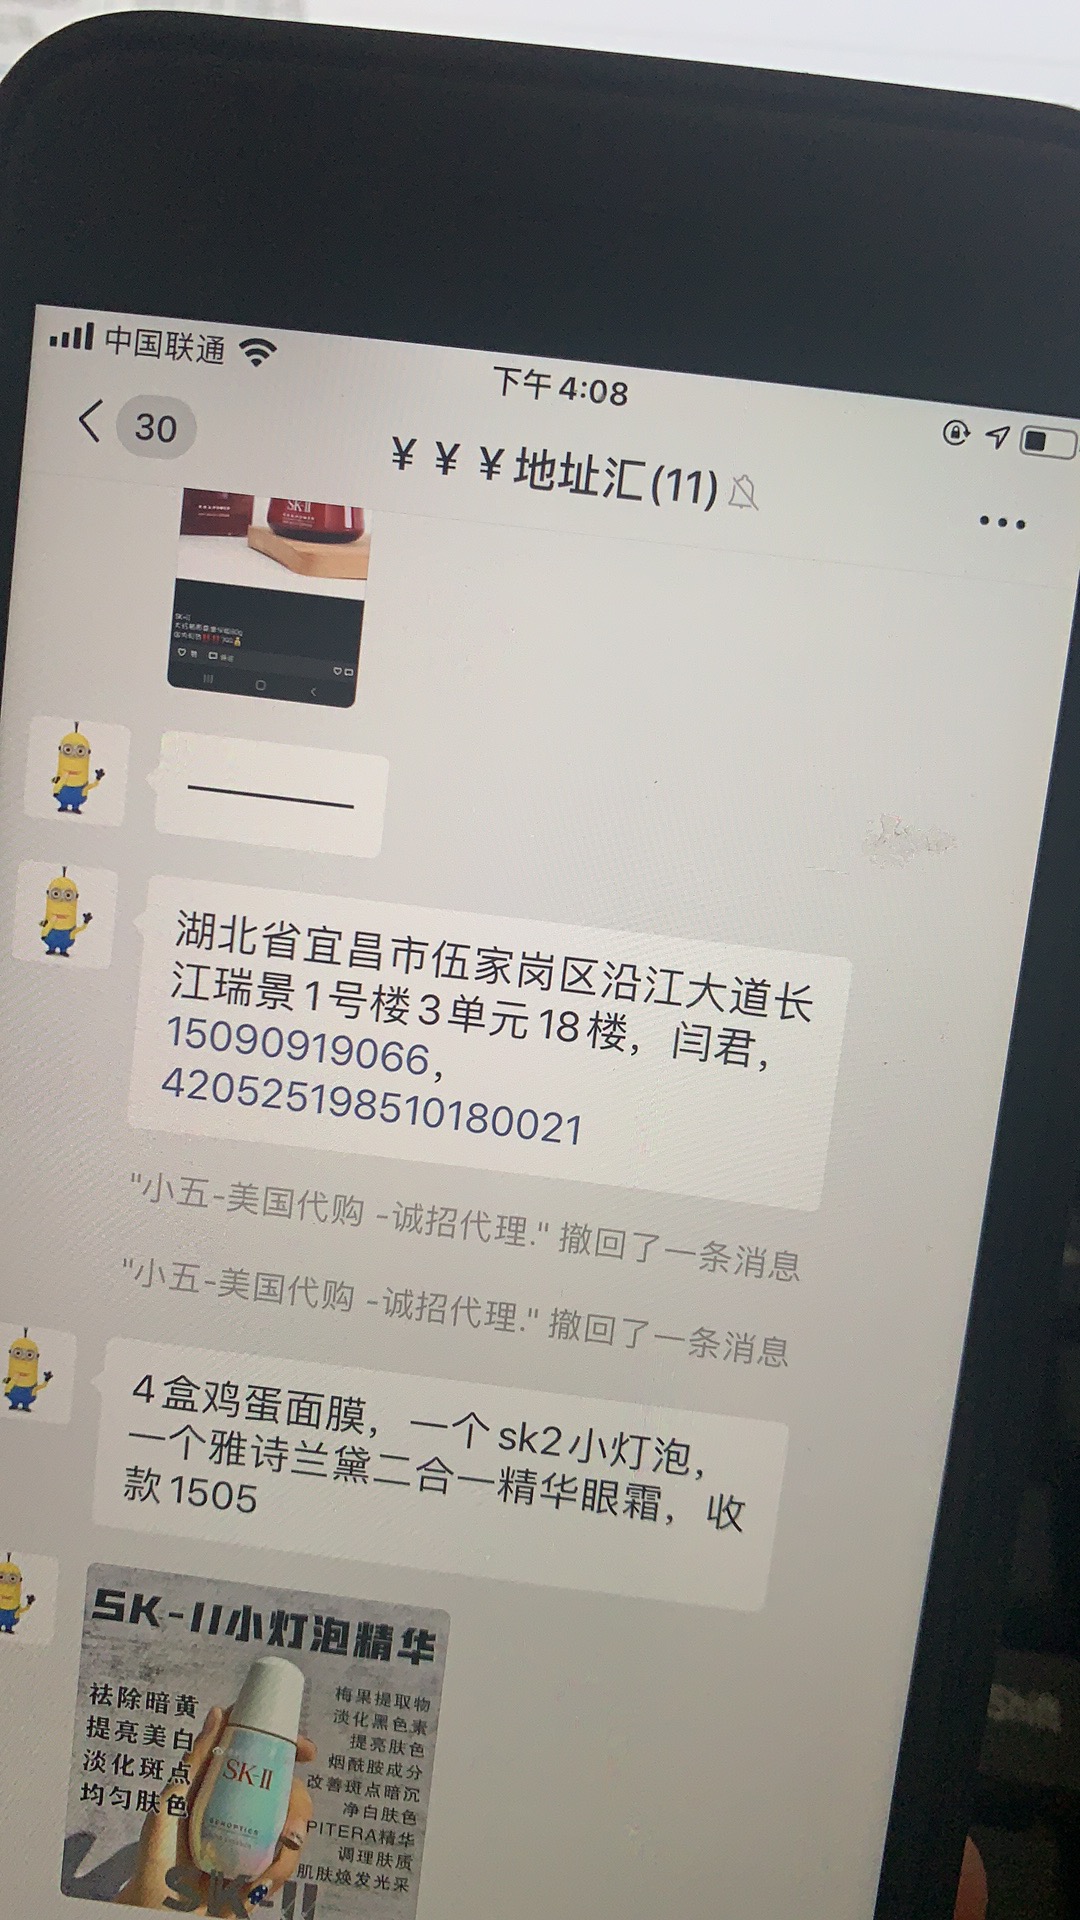 中国联通
下午4:08
30
¥ ¥ ¥地址汇(11)
SK-II
湖北省宜昌市伍家岗区沿江大道长
江瑞景1号楼3单元18楼，闫君，
15090919066，
420525198510180021
"小五-美国代购 -诚招代理." 撤回了一条消息
"小五-美国代购 -诚招代理." 撤回了一条消息
4盒鸡蛋面膜，一个sk2小灯泡，
一个雅诗兰黛二合一精华眼霜，收
款1505
SK-II小灯泡精华
祛除暗黄
提亮美白
淡化斑点
均匀肤色
梅果提取物
淡化黑色素
提亮肤色
烟酰胺成分
改善斑点暗沉
净白肤色
PITERA精华
调理肤质
肌肤焕发光采
SK-II
SK-II